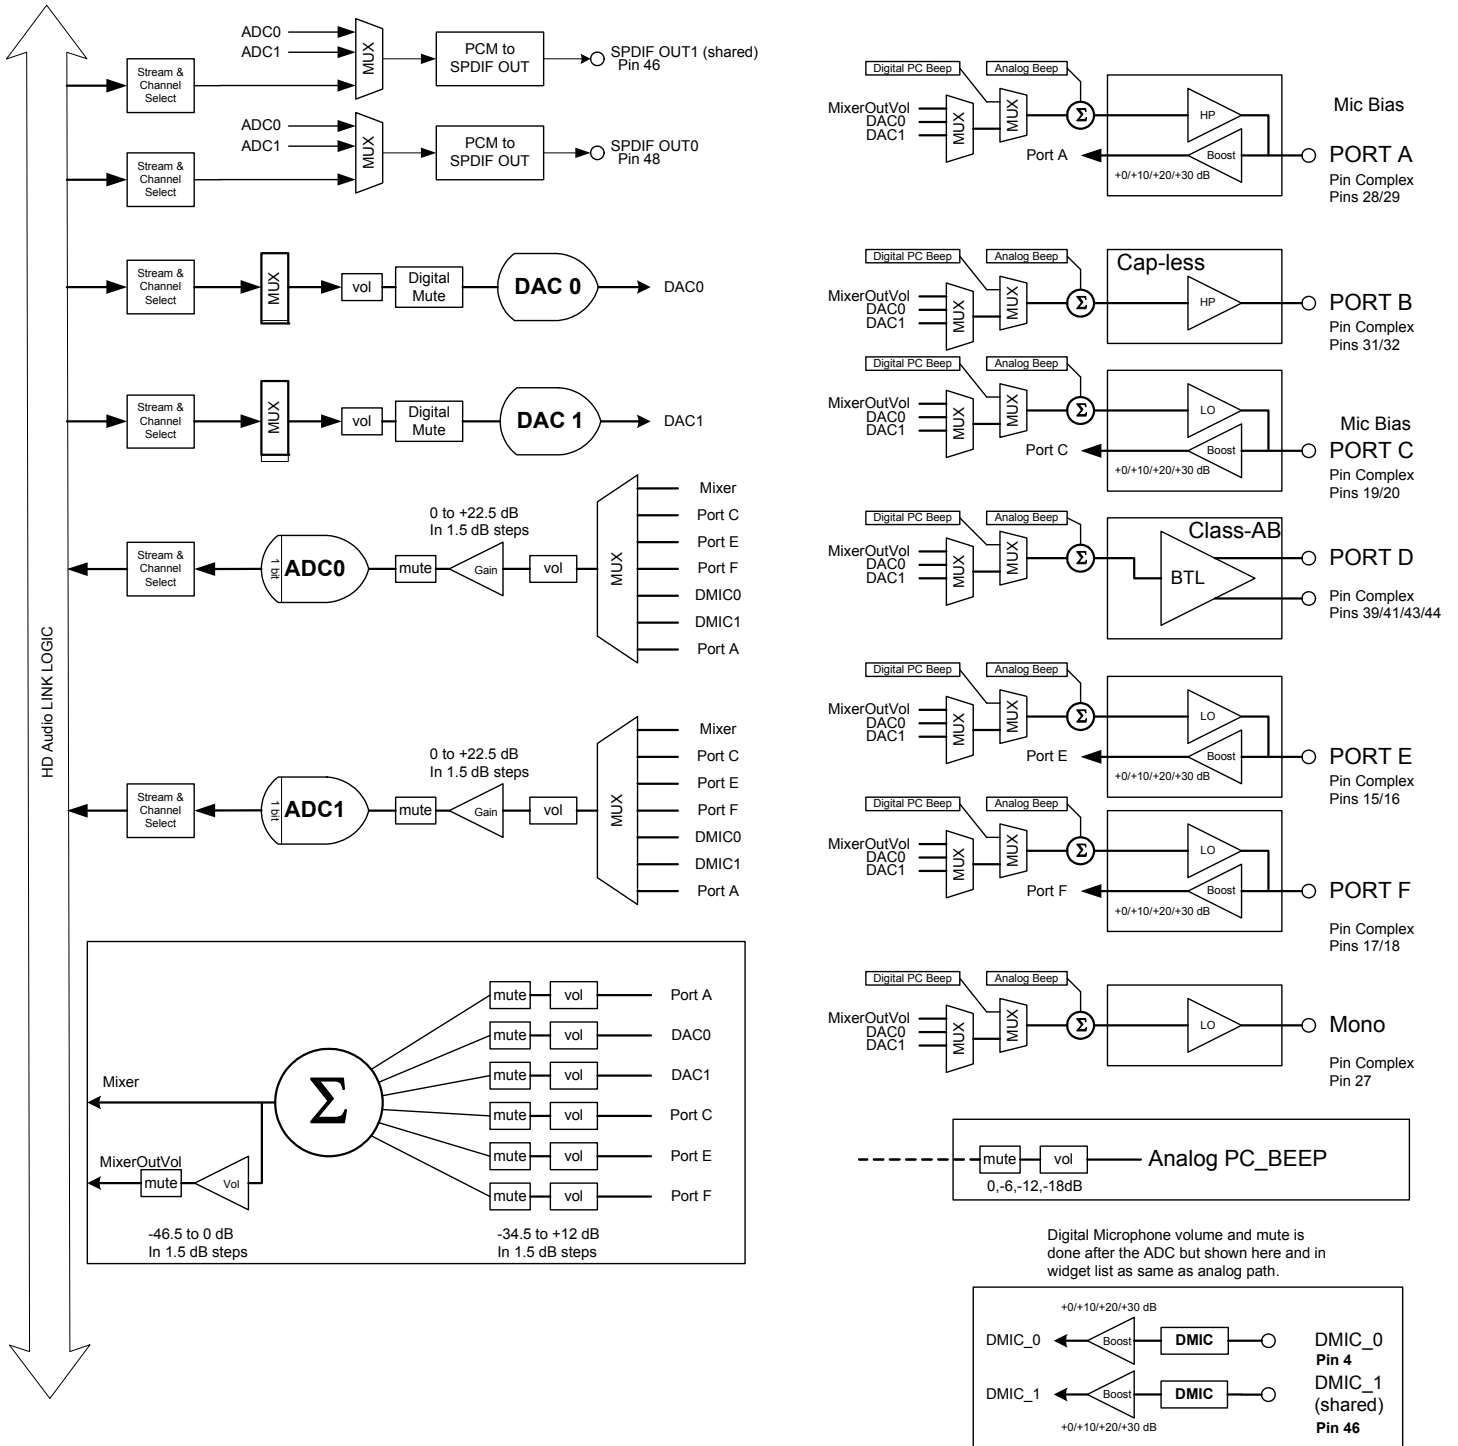 HD Audio LINK LOGIC
ADC0
ADC1
Stream &
Channel
Select
MUX
PCM to
SPDIF OUT
SPDIF OUT1 (shared)
Pin 46
ADC0
ADC1
Stream &
Channel
Select
MUX
PCM to
SPDIF OUT
SPDIF OUT0
Pin 48
Stream &
Channel
Select
MUX
vol
Digital
Mute
DAC 0
DAC0
Stream &
Channel
Select
MUX
vol
Digital
Mute
DAC 1
DAC1
Stream &
Channel
Select
1 bit
ADC0
mute
0 to +22.5 dB
In 1.5 dB steps
Gain
vol
MUX
Mixer
Port C
Port E
Port F
DMIC0
DMIC1
Port A
Stream &
Channel
Select
1 bit
ADC1
mute
0 to +22.5 dB
In 1.5 dB steps
Gain
vol
MUX
Mixer
Port C
Port E
Port F
DMIC0
DMIC1
Port A
Mixer
MixerOutVol
mute
Vol
-46.5 to 0 dB
In 1.5 dB steps
Σ
mute vol Port A
mute vol DAC0
mute vol DAC1
mute vol Port C
mute vol Port E
mute vol Port F
-34.5 to +12 dB
In 1.5 dB steps
Digital PC Beep
Analog Beep
MixerOutVol
DAC0
DAC1
MUX
MUX
Σ
HP
Port A
Boost
+0/+10/+20/+30 dB
Mic Bias
PORT A
Pin Complex
Pins 28/29
Digital PC Beep
Analog Beep
MixerOutVol
DAC0
DAC1
MUX
MUX
Σ
Cap-less
HP
PORT B
Pin Complex
Pins 31/32
Digital PC Beep
Analog Beep
MixerOutVol
DAC0
DAC1
MUX
MUX
Σ
LO
Port C
Boost
+0/+10/+20/+30 dB
Mic Bias
PORT C
Pin Complex
Pins 19/20
Digital PC Beep
Analog Beep
MixerOutVol
DAC0
DAC1
MUX
MUX
Σ
Class-AB
BTL
PORT D
Pin Complex
Pins 39/41/43/44
Digital PC Beep
Analog Beep
MixerOutVol
DAC0
DAC1
MUX
MUX
Σ
LO
Port E
Boost
+0/+10/+20/+30 dB
PORT E
Pin Complex
Pins 15/16
Digital PC Beep
Analog Beep
MixerOutVol
DAC0
DAC1
MUX
MUX
Σ
LO
Port F
Boost
+0/+10/+20/+30 dB
PORT F
Pin Complex
Pins 17/18
Digital PC Beep
Analog Beep
MixerOutVol
DAC0
DAC1
MUX
MUX
Σ
LO
Mono
Pin Complex
Pin 27
mute
vol
Analog PC_BEEP
0,-6,-12,-18dB
Digital Microphone volume and mute is
done after the ADC but shown here and in
widget list as same as analog path.
+0/+10/+20/+30 dB
DMIC_0
Boost
DMIC
DMIC_0
Pin 4
DMIC_1
Boost
DMIC
DMIC_1
(shared)
Pin 46
+0/+10/+20/+30 dB